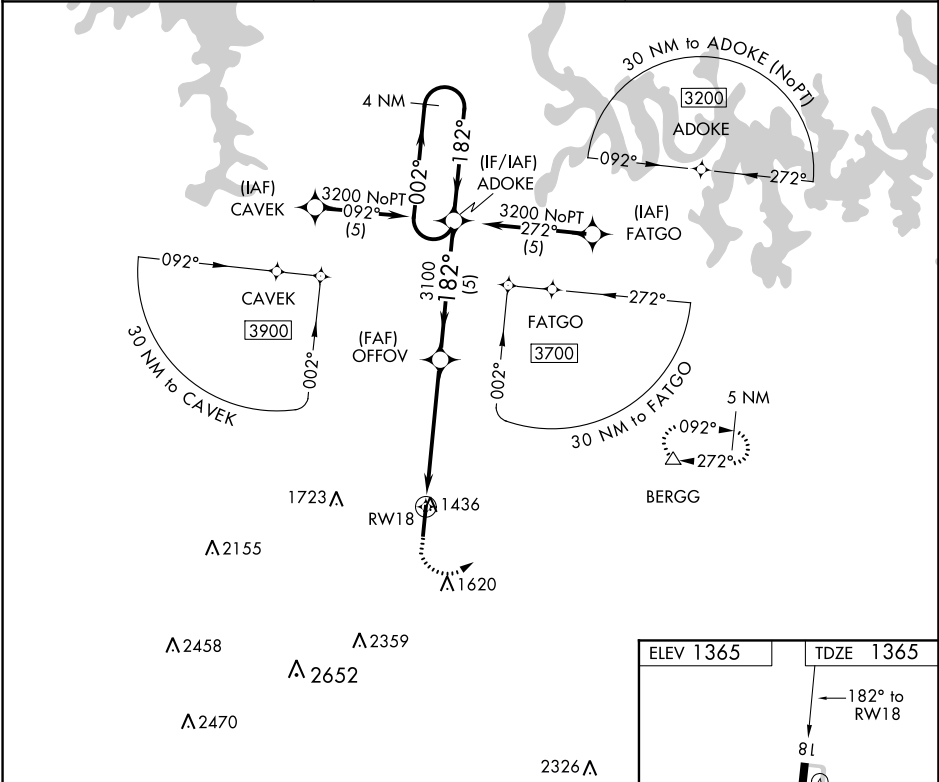 30 NM to ADOKE (NoPT)
3200
ADOKE
092°
272°
4 NM
182°
002°
(IF/IAF)
ADOKE
(IAF)
CAVEK
3200 NoPT
092°
(5)
3200 NoPT
272°
(5)
(IAF)
FATGO
3100
182°
(5)
092°
CAVEK
3900
002°
30 NM to CAVEK
272°
FATGO
3700
002°
30 NM to FATGO
(FAF)
OFFOV
5 NM
092°
272°
BERGG
1723
1436
RW18
2155
1620
2458
2359
2652
2470
2326
ELEV 1365
TDZE 1365
182° to
RW18
18
A